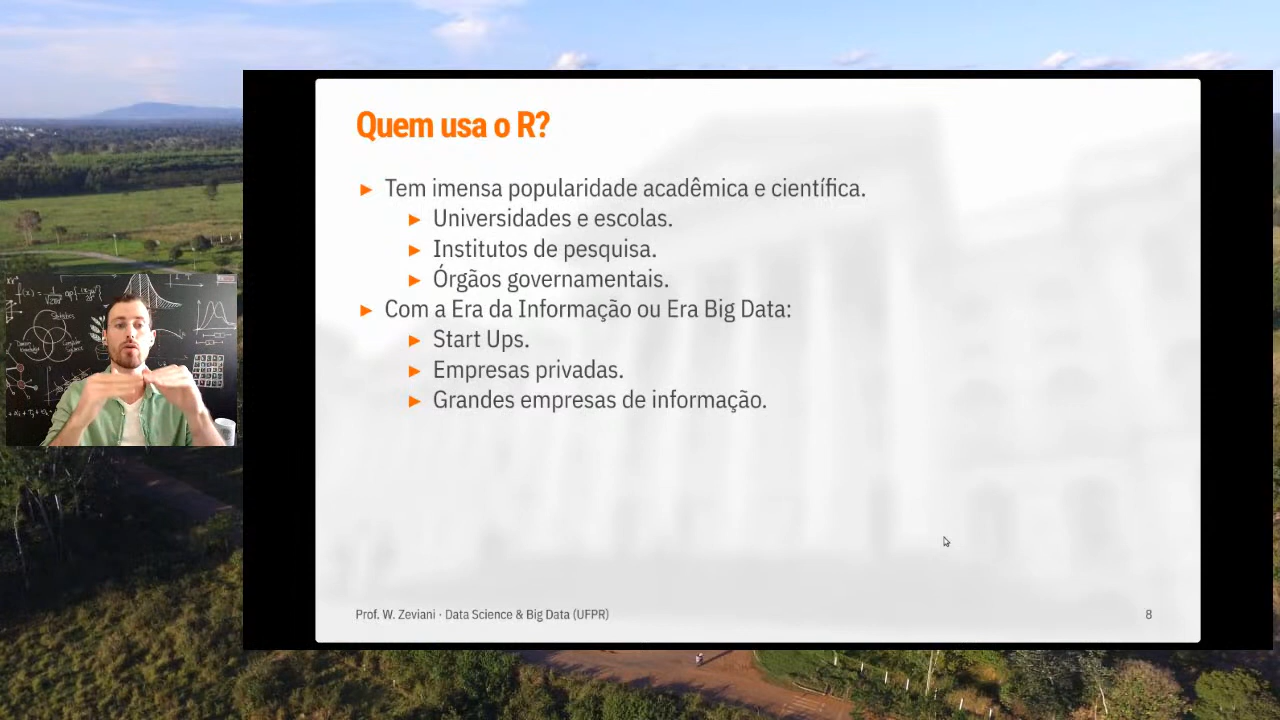 Quem usa o R?
▶ Tem imensa popularidade acadêmica e científica.
▶ Universidades e escolas.
▶ Institutos de pesquisa.
▶ Órgãos governamentais.
▶ Com a Era da Informação ou Era Big Data:
▶ Start Ups.
▶ Empresas privadas.
▶ Grandes empresas de informação.
Prof. W. Zeviani · Data Science & Big Data (UFPR)
8
Statistics